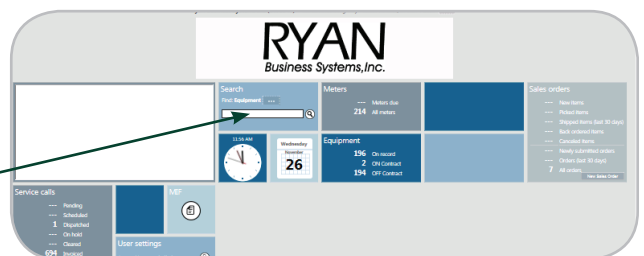 RYAN
Business Systems,Inc.
Search
Find: Equipment ...
Meters
--- Meters due
214 All meters
Sales orders
--- New items
--- Picked items
--- Shipped items (last 30 days)
--- Back ordered items
--- Canceled items
--- Newly submitted orders
--- Orders (last 30 days)
7 All orders
New Sales Order
11:56 AM
Wednesday
November
26
Equipment
196 On record
2 ON Contract
194 OFF Contract
Service calls
--- Pending
--- Scheduled
1 Dispatched
--- On hold
--- Cleared
694 Invoiced
MIF
User settings